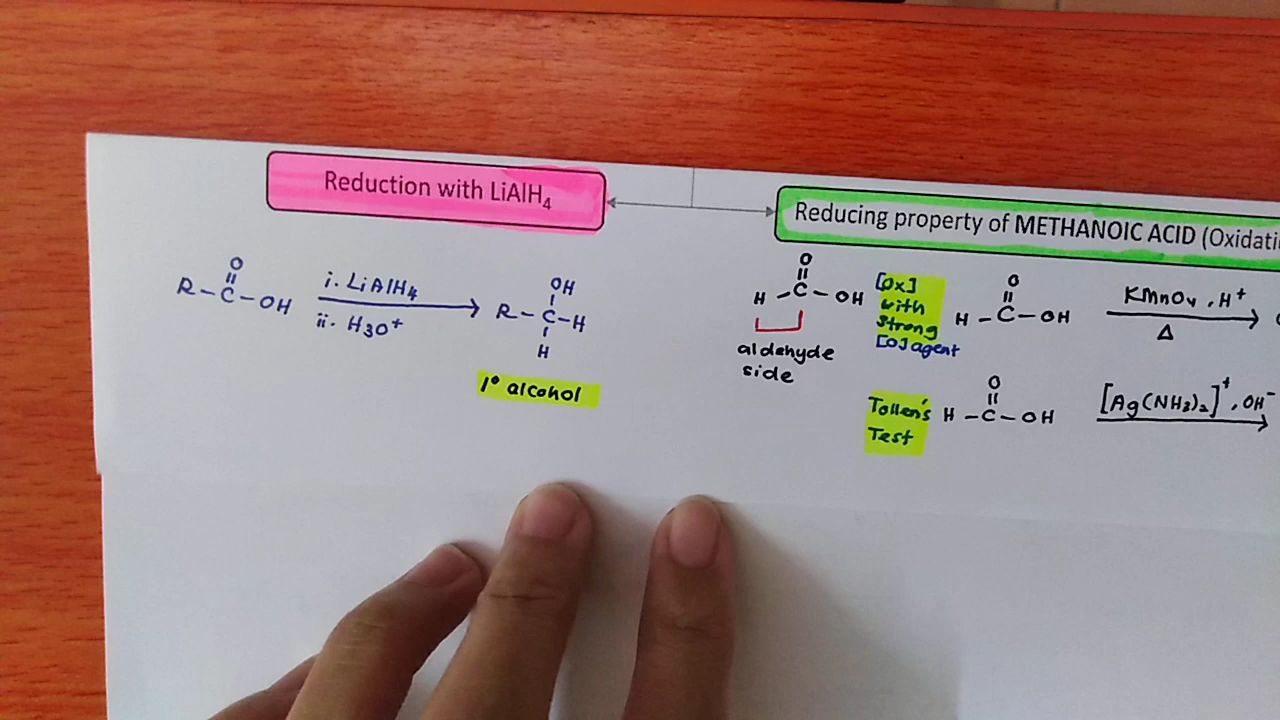 Reduction with LiAlH4
O
||
R-C-OH
i. LiAlH4
ii. H3O+
OH
R-C-H
H
1° alcohol
Reducing property of METHANOIC ACID
O
||
H-C-OH
aldehyde
side
[Ox]
with
strong
[O] agent
O
||
H-C-OH
KMnO4, H+
Δ
Tollen's
Test
O
||
H-C-OH
[Ag(NH3)2]+, OH-